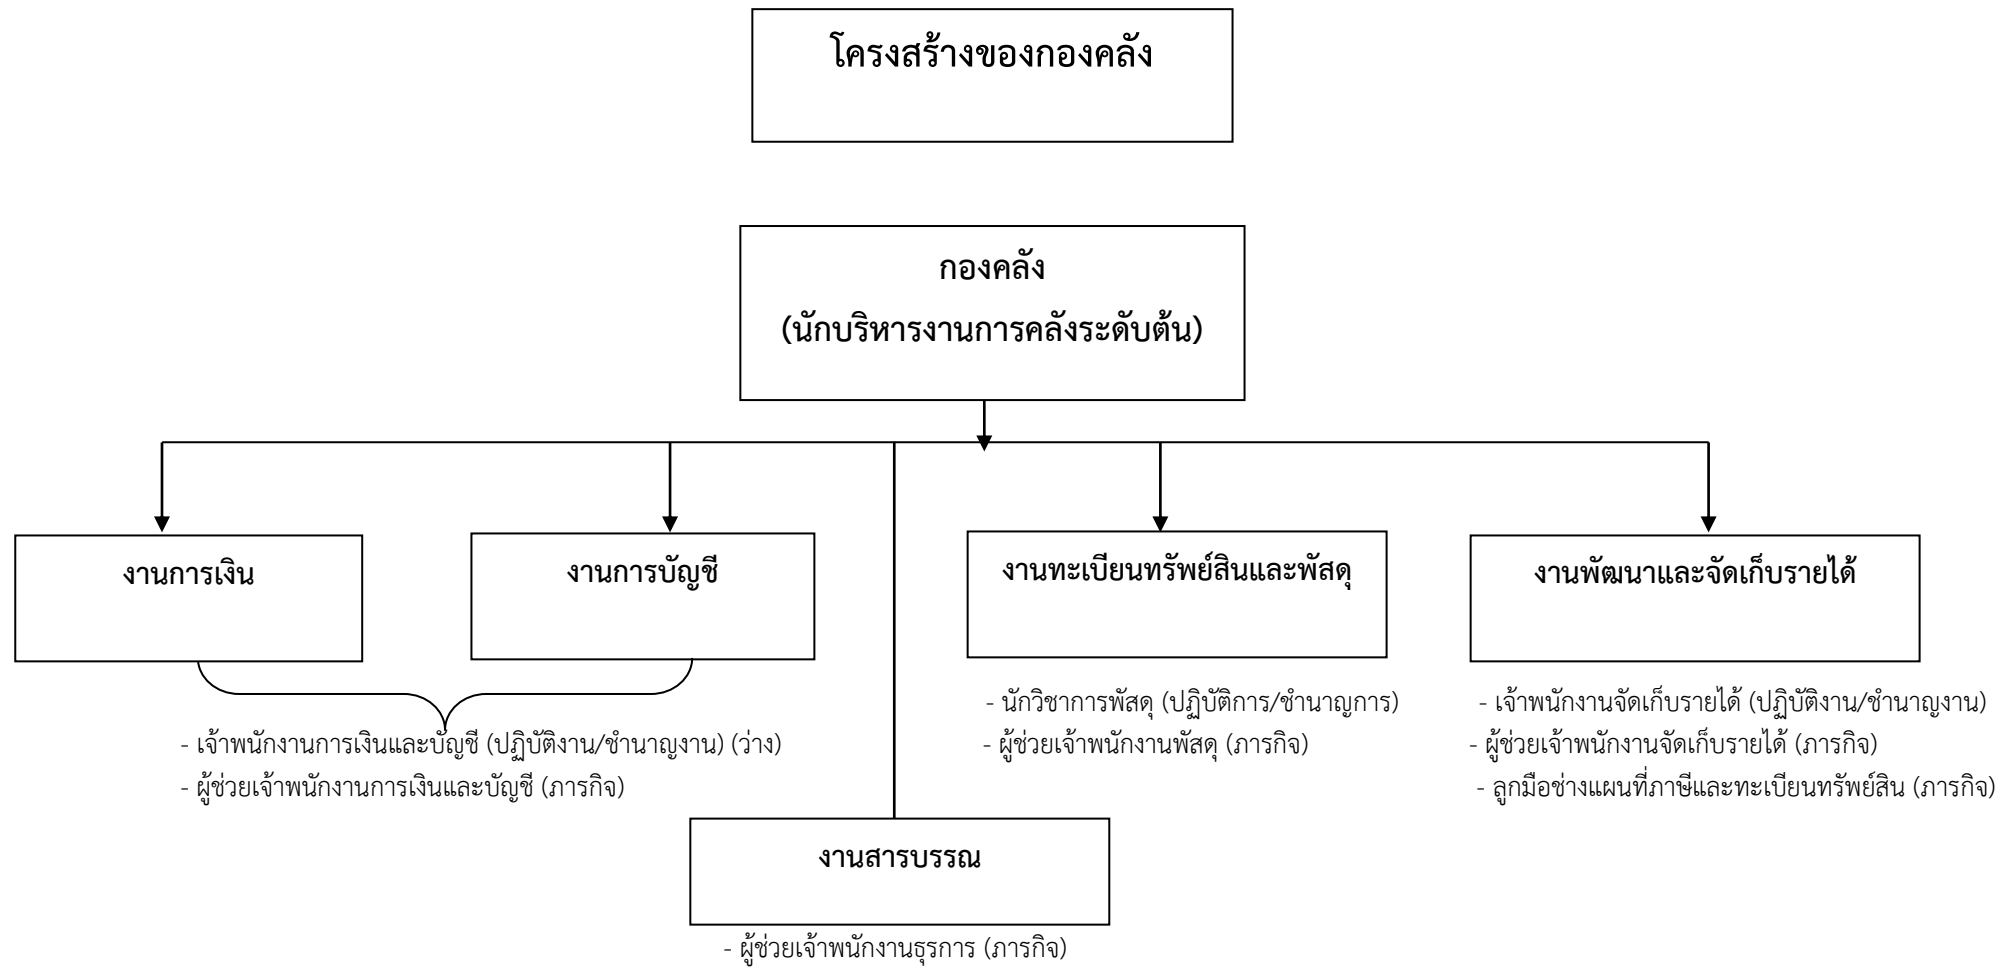 โครงสร้างของกองคลัง
กองคลัง
(นักบริหารงานการคลังระดับต้น)
งานการเงิน
งานการบัญชี
งานทะเบียนทรัพย์สินและพัสดุ
งานพัฒนาและจัดเก็บรายได้
- เจ้าพนักงานการเงินและบัญชี (ปฏิบัติงาน/ชำนาญงาน) (ว่าง)
- ผู้ช่วยเจ้าพนักงานการเงินและบัญชี (ภารกิจ)
- นักวิชาการพัสดุ (ปฏิบัติการ/ชำนาญการ)
- ผู้ช่วยเจ้าพนักงานพัสดุ (ภารกิจ)
- เจ้าพนักงานจัดเก็บรายได้ (ปฏิบัติงาน/ชำนาญงาน)
- ผู้ช่วยเจ้าพนักงานจัดเก็บรายได้ (ภารกิจ)
- ลูกมือช่างแผนที่ภาษีและทะเบียนทรัพย์สิน (ภารกิจ)
งานสารบรรณ
- ผู้ช่วยเจ้าพนักงานธุรการ (ภารกิจ)